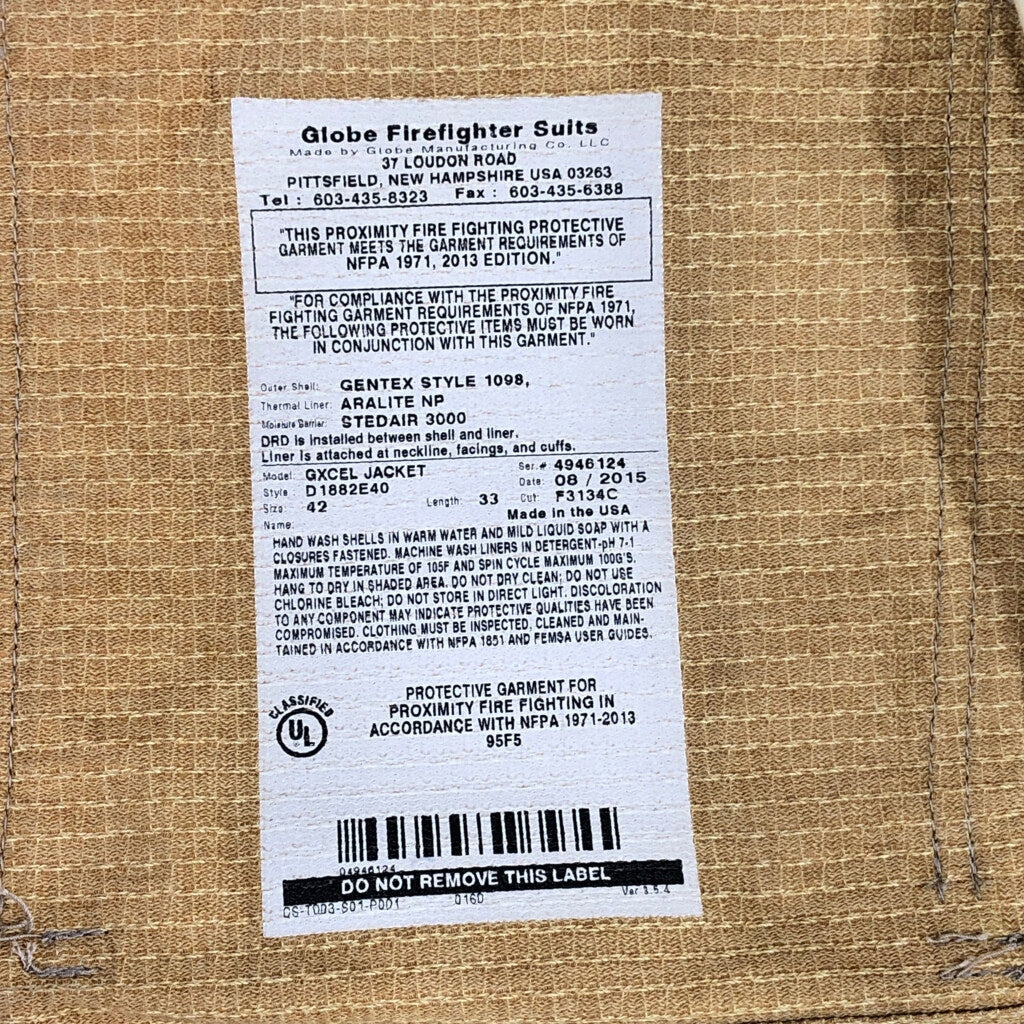 Globe Firefighter Suits
Made by Globe Manufacturing Co. LLC
37 LOUDON ROAD
PITTSFIELD, NEW HAMPSHIRE USA 03263
Tel : 603-435-8323 Fax : 603-435-6388
"THIS PROXIMITY FIRE FIGHTING PROTECTIVE
GARMENT MEETS THE GARMENT REQUIREMENTS OF
NFPA 1971, 2013 EDITION."
"FOR COMPLIANCE WITH THE PROXIMITY FIRE
FIGHTING GARMENT REQUIREMENTS OF NFPA 1971,
THE FOLLOWING PROTECTIVE ITEMS MUST BE WORN
IN CONJUNCTION WITH THIS GARMENT."
Outer Shell: GENTEX STYLE 1098,
Thermal Liner: ARALITE NP
Moisture Barrier: STEDAIR 3000
DRD is installed between shell and liner.
Liner is attached at neckline, facings, and cuffs.
Model: GXCEL JACKET Ser.# 4946124
Style : D1882E40 Date: 08 / 2015
Size: 42 Length: 33 Cut: F3134C
Name: Made in the USA
HAND WASH SHELLS IN WARM WATER AND MILD LIQUID SOAP WITH A
CLOSURES FASTENED. MACHINE WASH LINERS IN DETERGENT-pH 7-1
MAXIMUM TEMPERATURE OF 105F AND SPIN CYCLE MAXIMUM 100G'S.
HANG TO DRY IN SHADED AREA. DO NOT DRY CLEAN; DO NOT USE
CHLORINE BLEACH; DO NOT STORE IN DIRECT LIGHT. DISCOLORATION
TO ANY COMPONENT MAY INDICATE PROTECTIVE QUALITIES HAVE BEEN
COMPROMISED. CLOTHING MUST BE INSPECTED, CLEANED AND MAIN-
TAINED IN ACCORDANCE WITH NFPA 1851 AND FEMSA USER GUIDES.
CLASSIFIED
UL
PROTECTIVE GARMENT FOR
PROXIMITY FIRE FIGHTING IN
ACCORDANCE WITH NFPA 1971-2013
95F5
04946124
DO NOT REMOVE THIS LABEL
GS-T003-S01-P001 0160 Ver 3.5.4